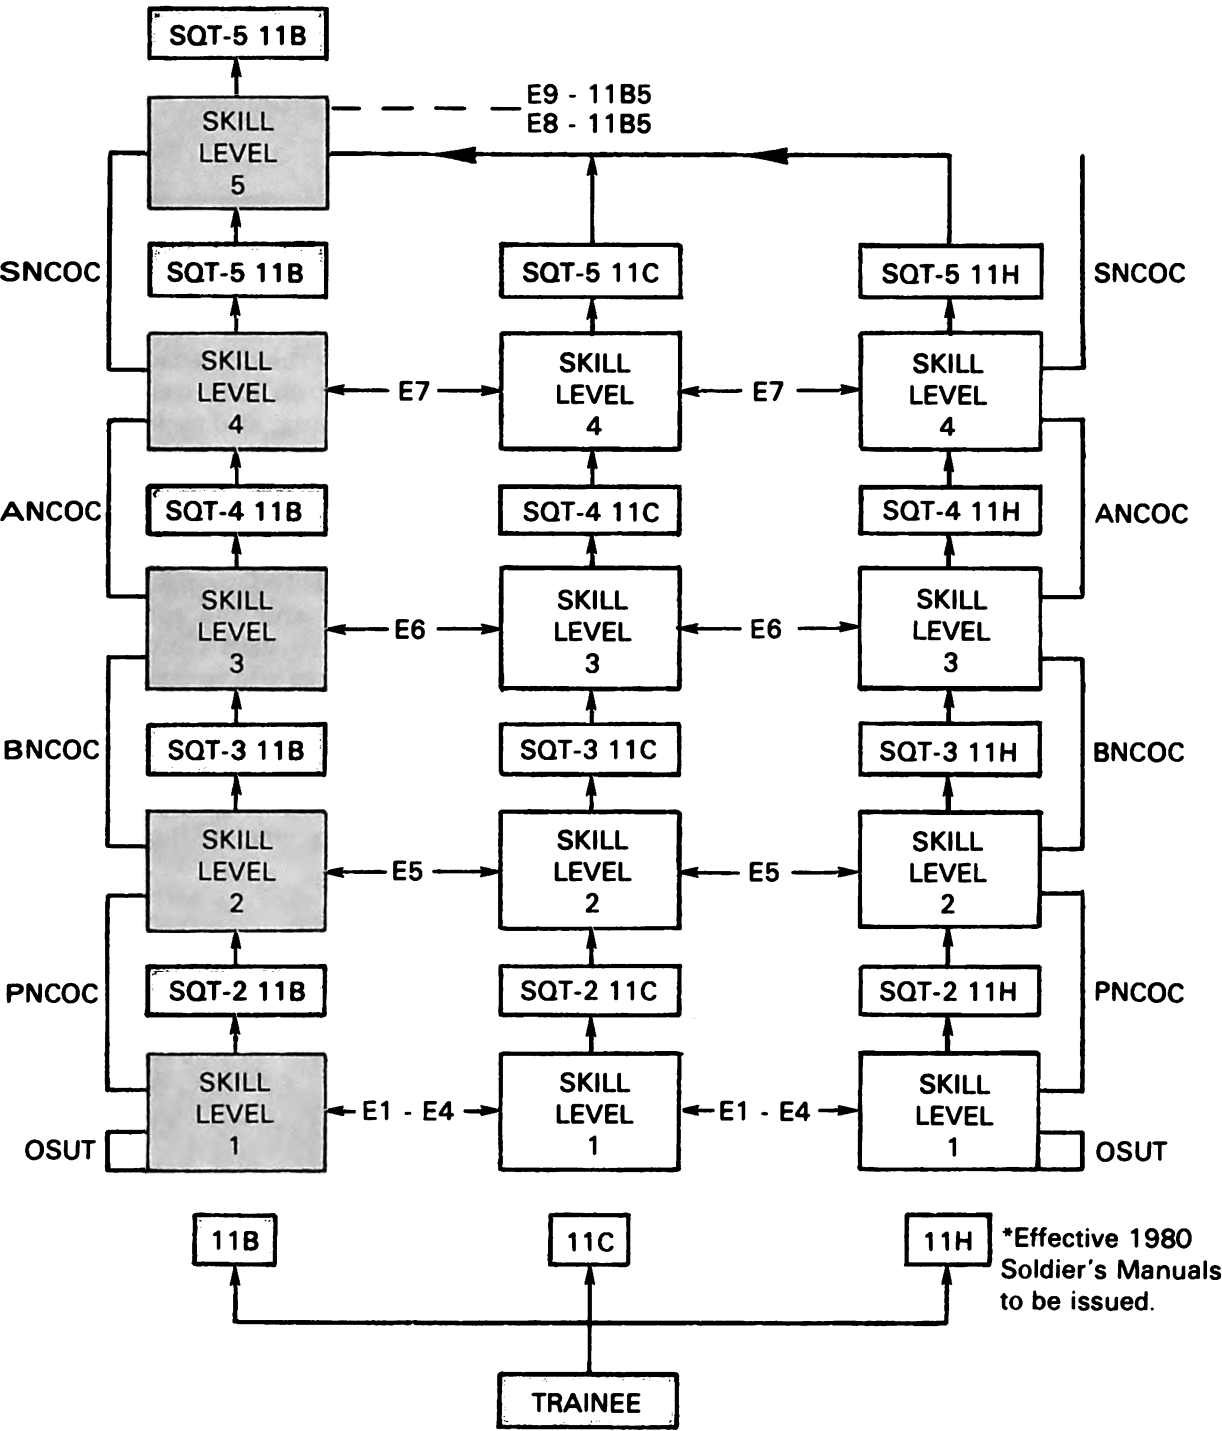 SQT-5 11B
E9 - 11B5
E8 - 11B5
SKILL
LEVEL
5
SNCOC
SQT-5 11B
SQT-5 11C
SQT-5 11H
SNCOC
SKILL
LEVEL
4
E7
SKILL
LEVEL
4
E7
SKILL
LEVEL
4
ANCOC
SQT-4 11B
SQT-4 11C
SQT-4 11H
ANCOC
SKILL
LEVEL
3
E6
SKILL
LEVEL
3
E6
SKILL
LEVEL
3
BNCOC
SQT-3 11B
SQT-3 11C
SQT-3 11H
BNCOC
SKILL
LEVEL
2
E5
SKILL
LEVEL
2
E5
SKILL
LEVEL
2
PNCOC
SQT-2 11B
SQT-2 11C
SQT-2 11H
PNCOC
SKILL
LEVEL
1
E1 - E4
SKILL
LEVEL
1
E1 - E4
SKILL
LEVEL
1
OSUT
OSUT
11B
11C
11H
*Effective 1980
Soldier's Manuals
to be issued.
TRAINEE